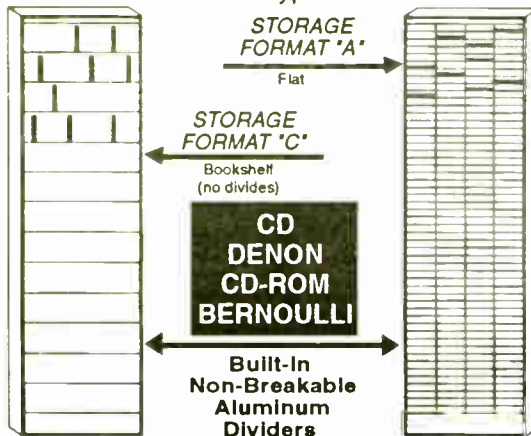 STORAGE
FORMAT "A"
Flat
STORAGE
FORMAT "C"
Bookshelf
(no divides)
CD
DENON
CD-ROM
BERNOULLI
Built-In
Non-Breakable
Aluminum
Dividers